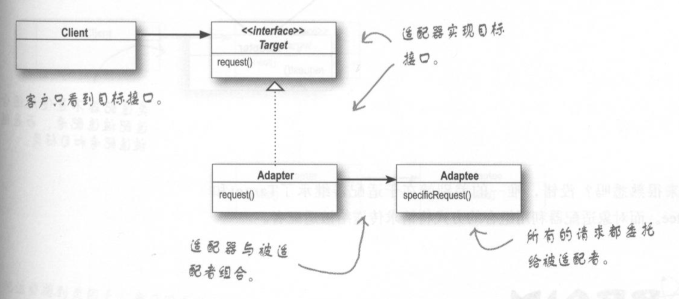 Client
<<interface>>
Target
request()
适配器实现目标
接口。
客户只看到目标接口。
Adapter
request()
Adaptee
specificRequest()
适配器与被适
配者组合。
所有的请求都委托
给被适配者。